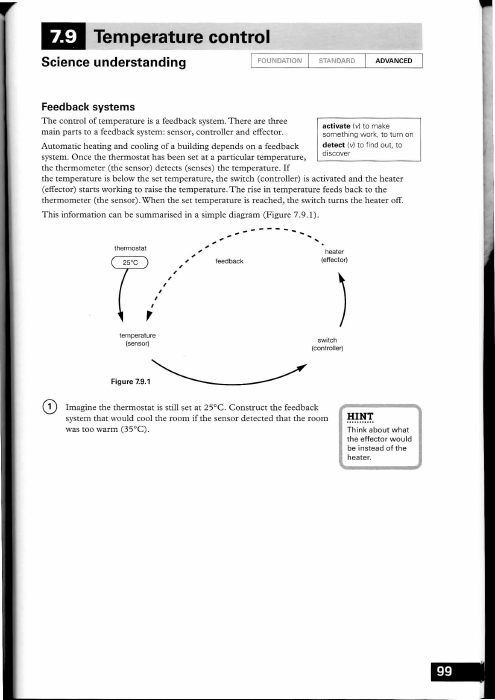 7.9 Temperature control
Science understanding
FOUNDATION STANDARD ADVANCED
Feedback systems
The control of temperature is a feedback system. There are three
main parts to a feedback system: sensor, controller and effector.
Automatic heating and cooling of a building depends on a feedback
system. Once the thermostat has been set at a particular temperature,
the thermometer (the sensor) detects (senses) the temperature. If
the temperature is below the set temperature, the switch (controller) is activated and the heater
(effector) starts working to raise the temperature. The rise in temperature feeds back to the
thermometer (the sensor). When the set temperature is reached, the switch turns the heater off.
This information can be summarised in a simple diagram (Figure 7.9.1).
activate (v) to make
something work, to turn on
detect (v) to find out, to
discover
thermostat
25°C
feedback
heater
(effector)
temperature
(sensor)
switch
(controller)
Figure 7.9.1
1 Imagine the thermostat is still set at 25°C. Construct the feedback
system that would cool the room if the sensor detected that the room
was too warm (35°C).
HINT
Think about what
the effector would
be instead of the
heater.
99